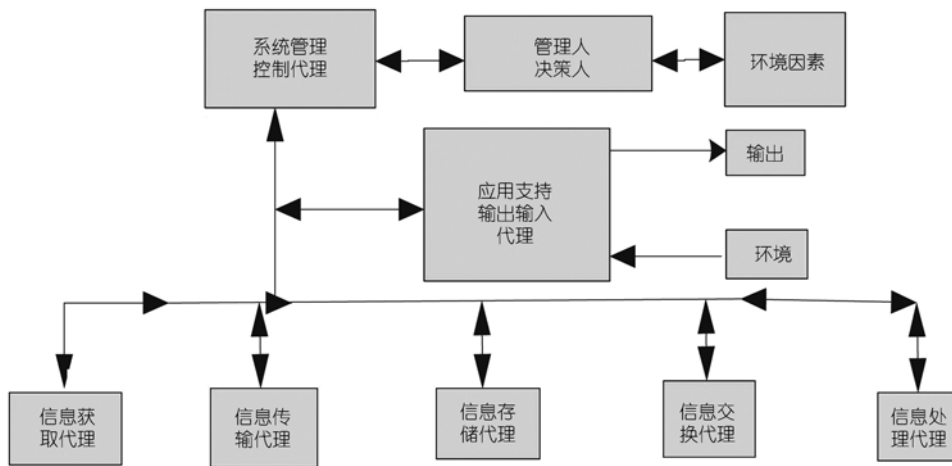 系统管理
控制代理
管理人
决策人
环境因素
应用支持
输出输入
代理
输出
环境
信息获
取代理
信息传
输代理
信息存
储代理
信息交
换代理
信息处
理代理